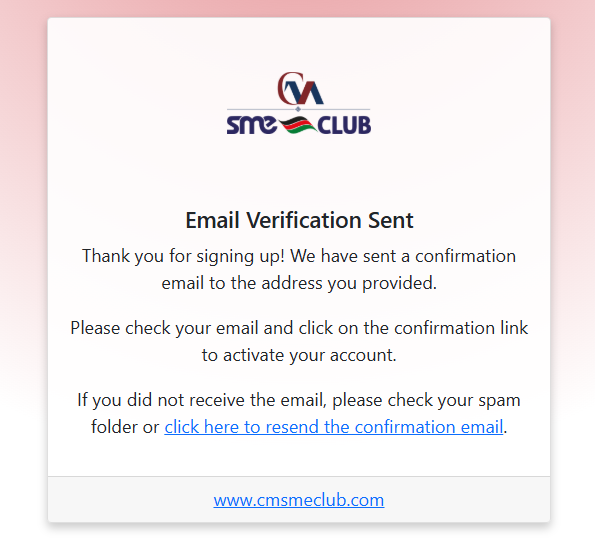 CM
sme CLUB
Email Verification Sent
Thank you for signing up! We have sent a confirmation
email to the address you provided.
Please check your email and click on the confirmation link
to activate your account.
If you did not receive the email, please check your spam
folder or click here to resend the confirmation email.
www.cmsmeclub.com